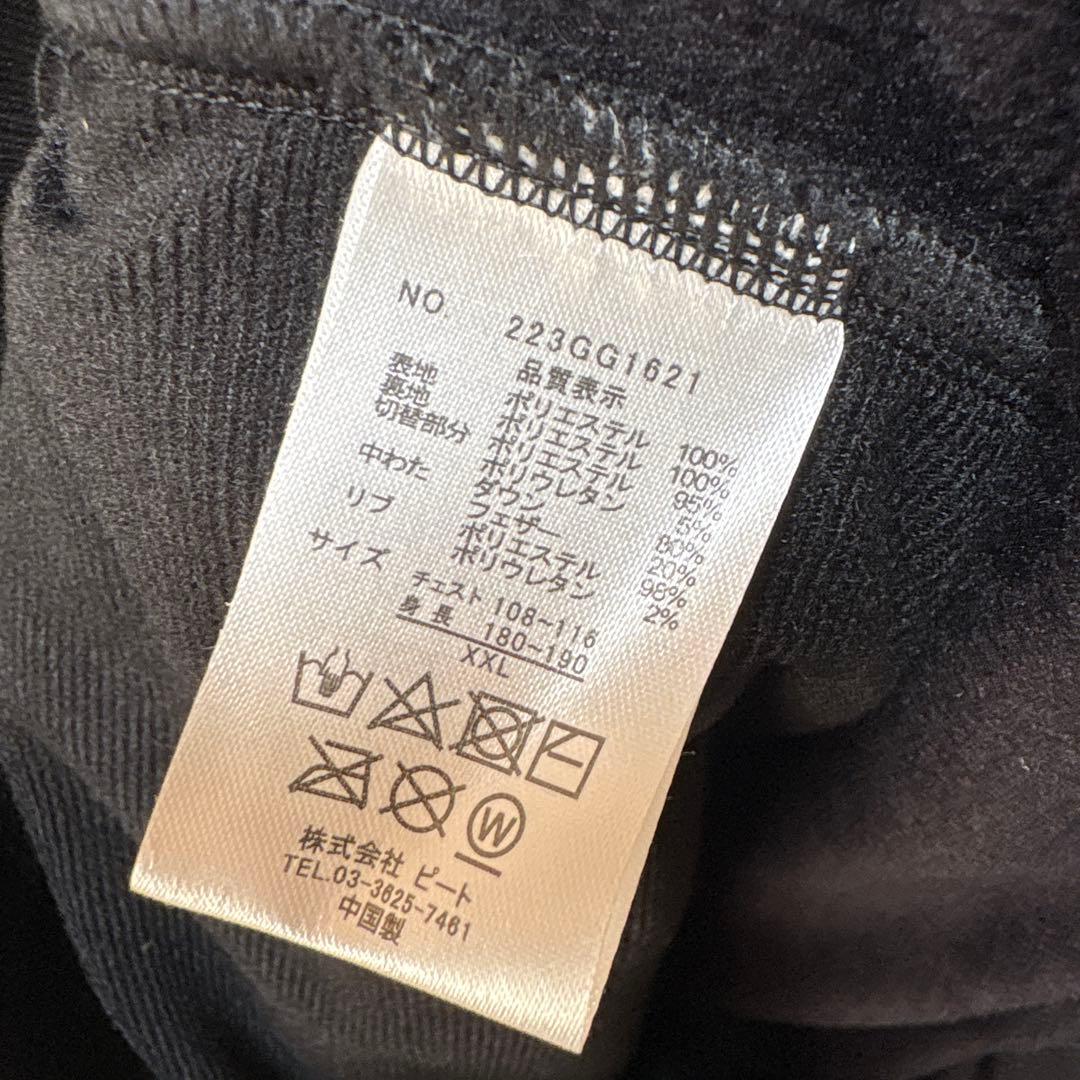 NO. 223GG1621
品質表示
表地 ポリエステル 100%
裏地 ポリエステル 100%
切替部分 ポリエステル 95%
ポリウレタン 5%
中わた ダウン 80%
フェザー 20%
リブ ポリエステル 98%
ポリウレタン 2%
サイズ
チェスト 108~116
身長 180~190
XXL
W
株式会社 ピート
TEL.03-3625-7461
中国製